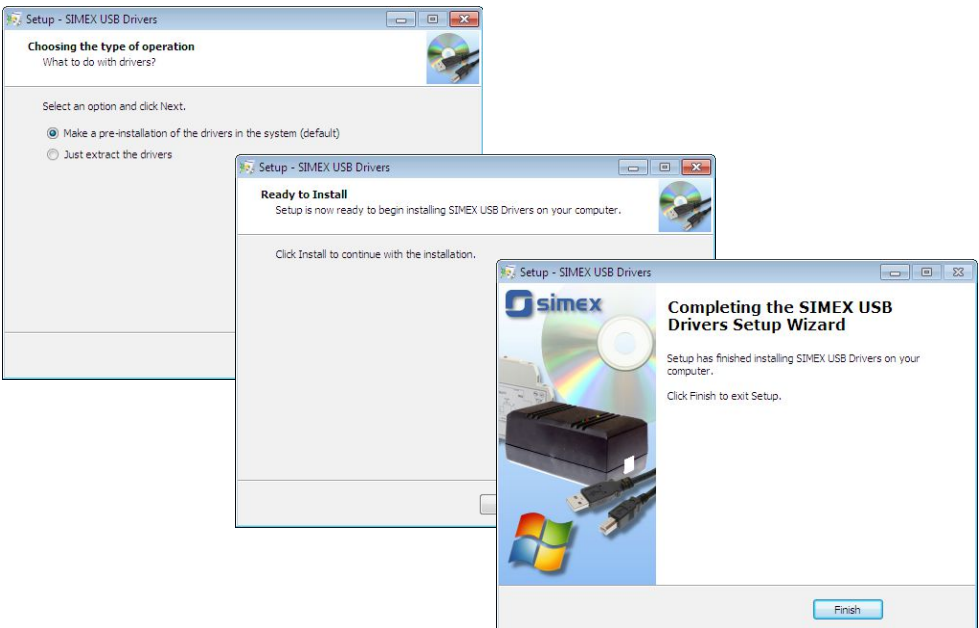 Setup - SIMEX USB Drivers
Choosing the type of operation
What to do with drivers?
Select an option and click Next.
Make a pre-installation of the drivers in the system (default)
Just extract the drivers
Setup - SIMEX USB Drivers
Ready to Install
Setup is now ready to begin installing SIMEX USB Drivers on your computer.
Click Install to continue with the installation.
Setup - SIMEX USB Drivers
simex
Completing the SIMEX USB
Drivers Setup Wizard
Setup has finished installing SIMEX USB Drivers on your
computer.
Click Finish to exit Setup.
Finish